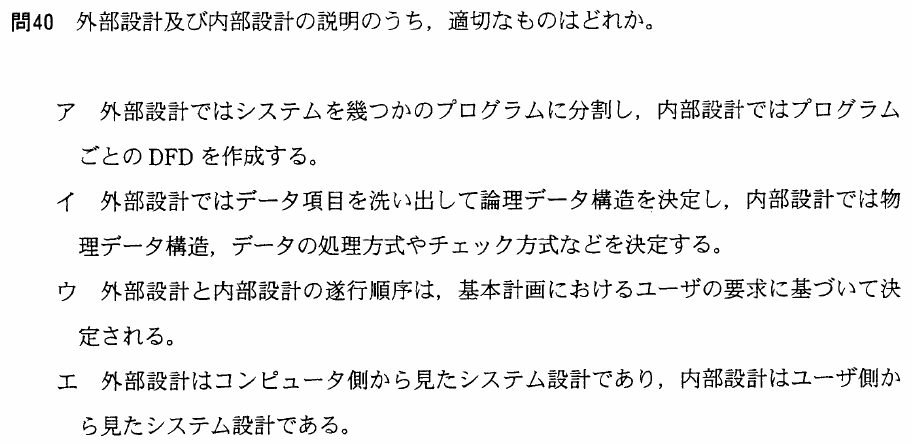 問40 外部設計及び内部設計の説明のうち，適切なものはどれか。
ア 外部設計ではシステムを幾つかのプログラムに分割し，内部設計ではプログラム
ごとの DFD を作成する。
イ 外部設計ではデータ項目を洗い出して論理データ構造を決定し，内部設計では物
理データ構造，データの処理方式やチェック方式などを決定する。
ウ 外部設計と内部設計の遂行順序は，基本計画におけるユーザの要求に基づいて決
定される。
エ 外部設計はコンピュータ側から見たシステム設計であり，内部設計はユーザ側か
ら見たシステム設計である。